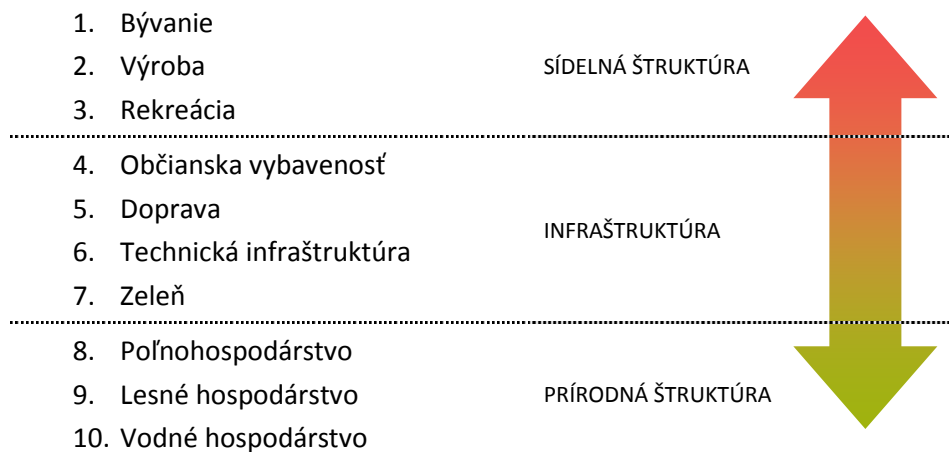 1. Bývanie
2. Výroba
3. Rekreácia
SÍDELNÁ ŠTRUKTÚRA
4. Občianska vybavenosť
5. Doprava
6. Technická infraštruktúra
7. Zeleň
INFRAŠTRUKTÚRA
8. Poľnohospodárstvo
9. Lesné hospodárstvo
10. Vodné hospodárstvo
PRÍRODNÁ ŠTRUKTÚRA